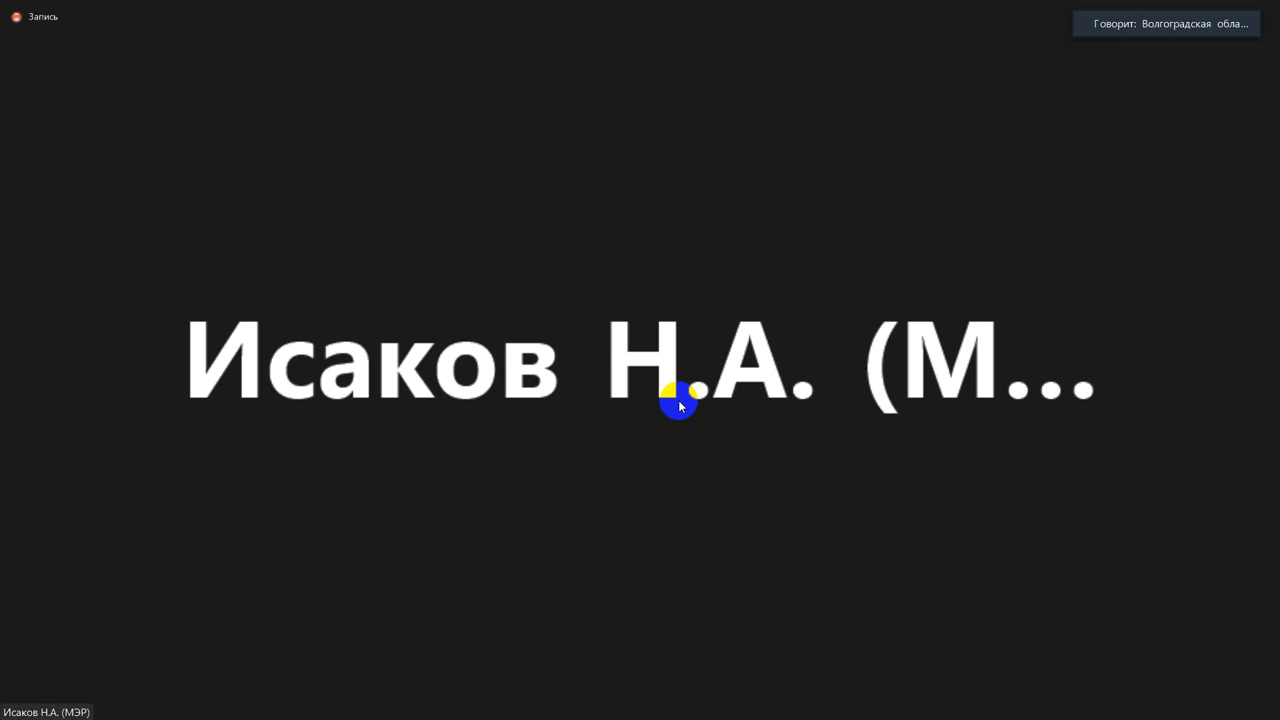 Запись
Говорит: Волгоградская обла...
Исаков Н.А. (М...
Исаков Н.А. (МЭР)